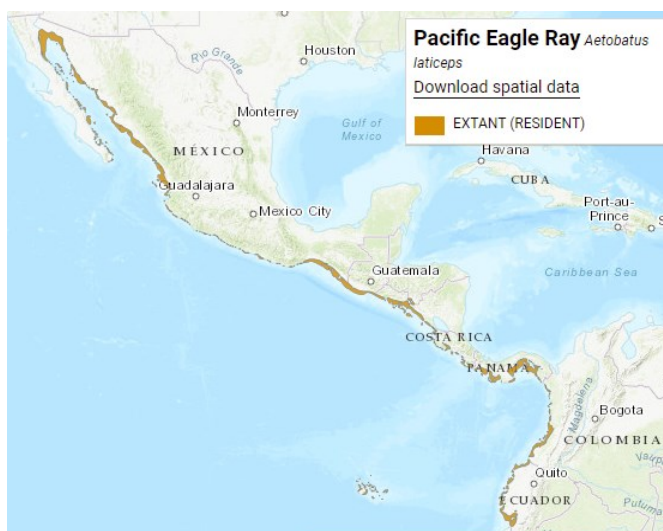 Pacific Eagle Ray Aetobatus
laticeps
Download spatial data
EXTANT (RESIDENT)
Rio Grande
Houston
Monterrey
Gulf of
Mexico
Havana
MÉXICO
CUBA
Guadalajara
Port-au-
Prince
Mexico City
S
Guatemala
Caribbean Sea
COSTA RICA
PANAMA
Magdalena
Bogota
COLOMBIA
Quito
ECUADOR